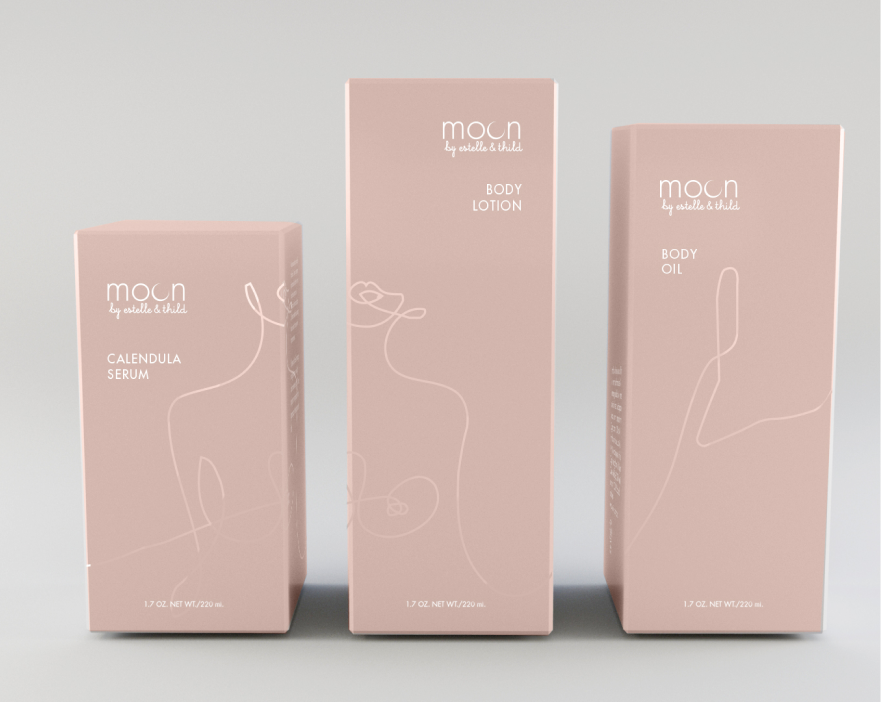 moon
by estelle & thild
CALENDULA
SERUM
1.7 OZ. NET WT./220 mL
moon
by estelle & thild
BODY
LOTION
1.7 OZ. NET WT./220 mL
moon
by estelle & thild
BODY
OIL
1.7 OZ. NET WT./220 mL